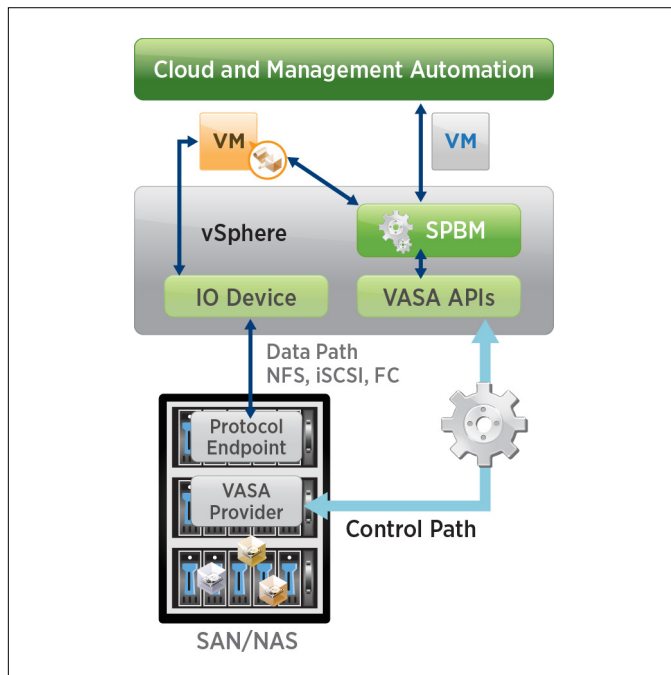 Cloud and Management Automation
VM
VM
vSphere
SPBM
IO Device
VASA APIs
Data Path
NFS, iSCSI, FC
Protocol
Endpoint
VASA
Provider
Control Path
SAN/NAS